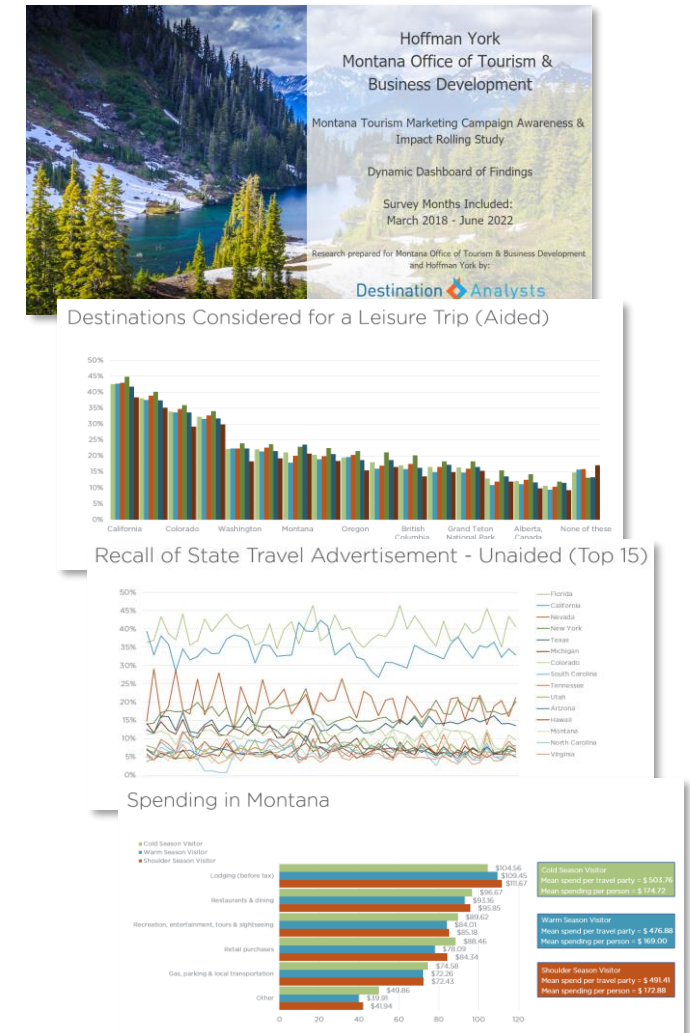 Hoffman York
Montana Office of Tourism &
Business Development
Montana Tourism Marketing Campaign Awareness &
Impact Rolling Study
Dynamic Dashboard of Findings
Survey Months Included:
March 2018 - June 2022
Research prepared for Montana Office of Tourism & Business Development
and Hoffman York by:
Destination Analysts
Destinations Considered for a Leisure Trip (Aided)
50%
45%
40%
35%
30%
25%
20%
15%
10%
5%
0%
California
Colorado
Washington
Montana
Oregon
British
Columbia
Grand Teton
National Park
Alberta,
Canada
None of these
Recall of State Travel Advertisement - Unaided (Top 15)
50%
45%
40%
35%
30%
25%
20%
15%
10%
5%
0%
Florida
California
Nevada
New York
Texas
Michigan
Colorado
South Carolina
Tennessee
Utah
Arizona
Hawaii
Montana
North Carolina
Virginia
Spending in Montana
Cold Season Visitor
Warm Season Visitor
Shoulder Season Visitor
Lodging (before tax)
$104.56
$109.45
$111.67
Restaurants & dining
$96.67
$93.16
$95.85
Recreation, entertainment, tours & sightseeing
$89.62
$84.01
$85.18
Retail purchases
$88.46
$78.09
$84.34
Gas, parking & local transportation
$74.58
$72.26
$72.43
Other
$49.86
$39.91
$41.94
0 20 40 60 80 100 120
Cold Season Visitor
Mean spend per travel party = $ 503.76
Mean spending per person = $ 174.72
Warm Season Visitor
Mean spend per travel party = $ 476.88
Mean spending per person = $ 169.00
Shoulder Season Visitor
Mean spend per travel party = $ 491.41
Mean spending per person = $ 172.88